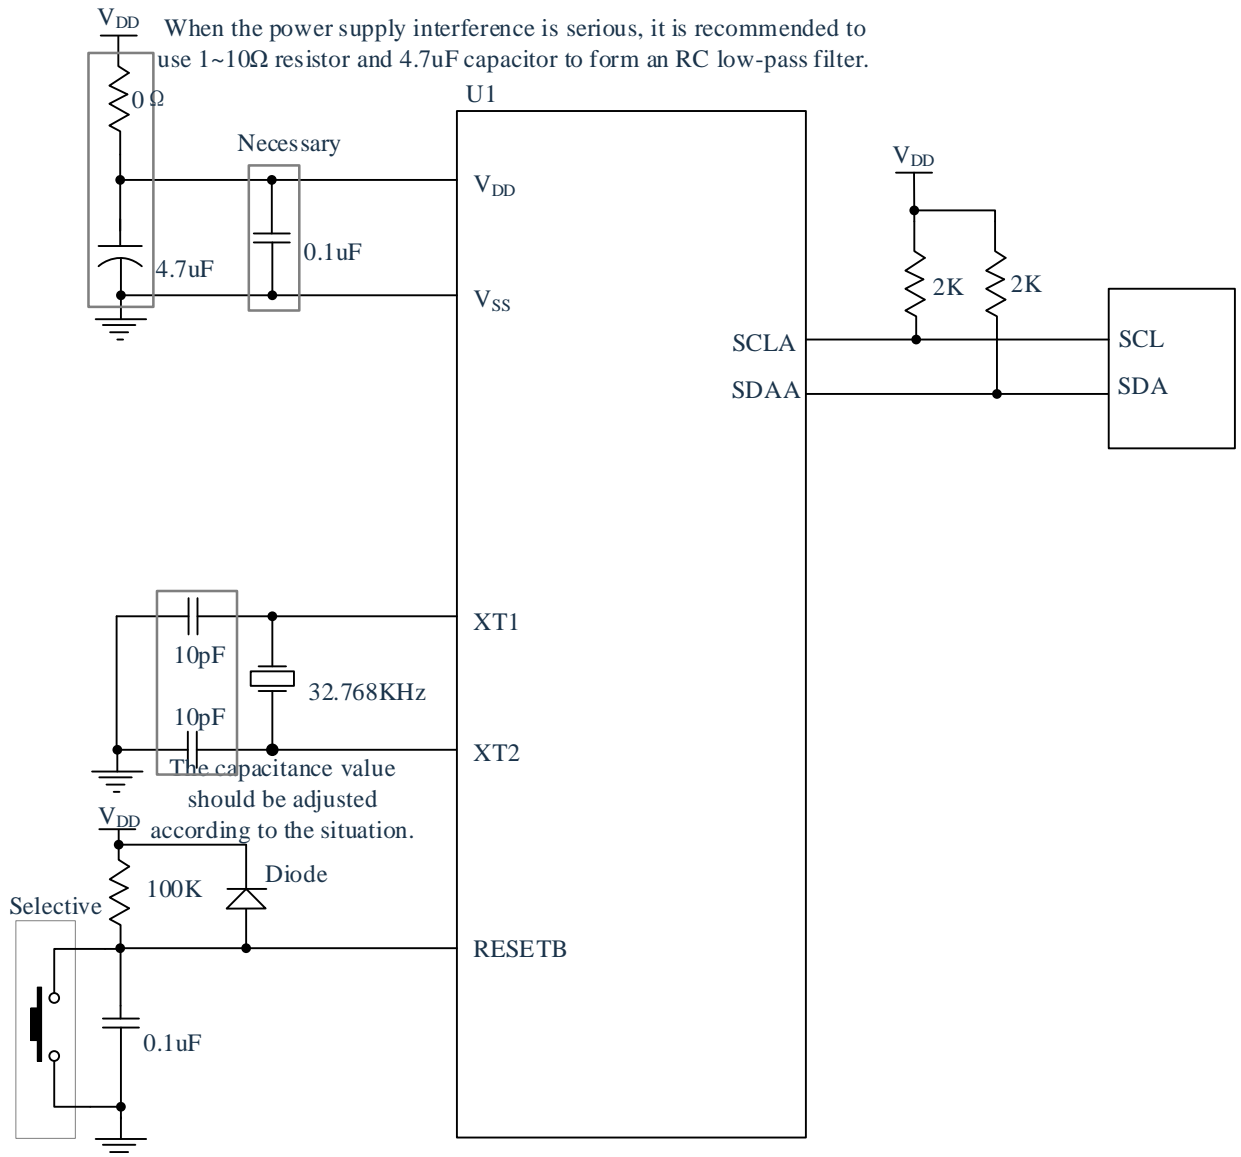 VDD
When the power supply interference is serious, it is recommended to
use 1~10Ω resistor and 4.7uF capacitor to form an RC low-pass filter.
0Ω
U1
Necessary
VDD
VDD
0.1uF
4.7uF
VSS
2K
2K
SCLA
SCL
SDAA
SDA
XT1
10pF
32.768KHz
10pF
XT2
The capacitance value
should be adjusted
according to the situation.
VDD
Diode
100K
Selective
RESETB
0.1uF